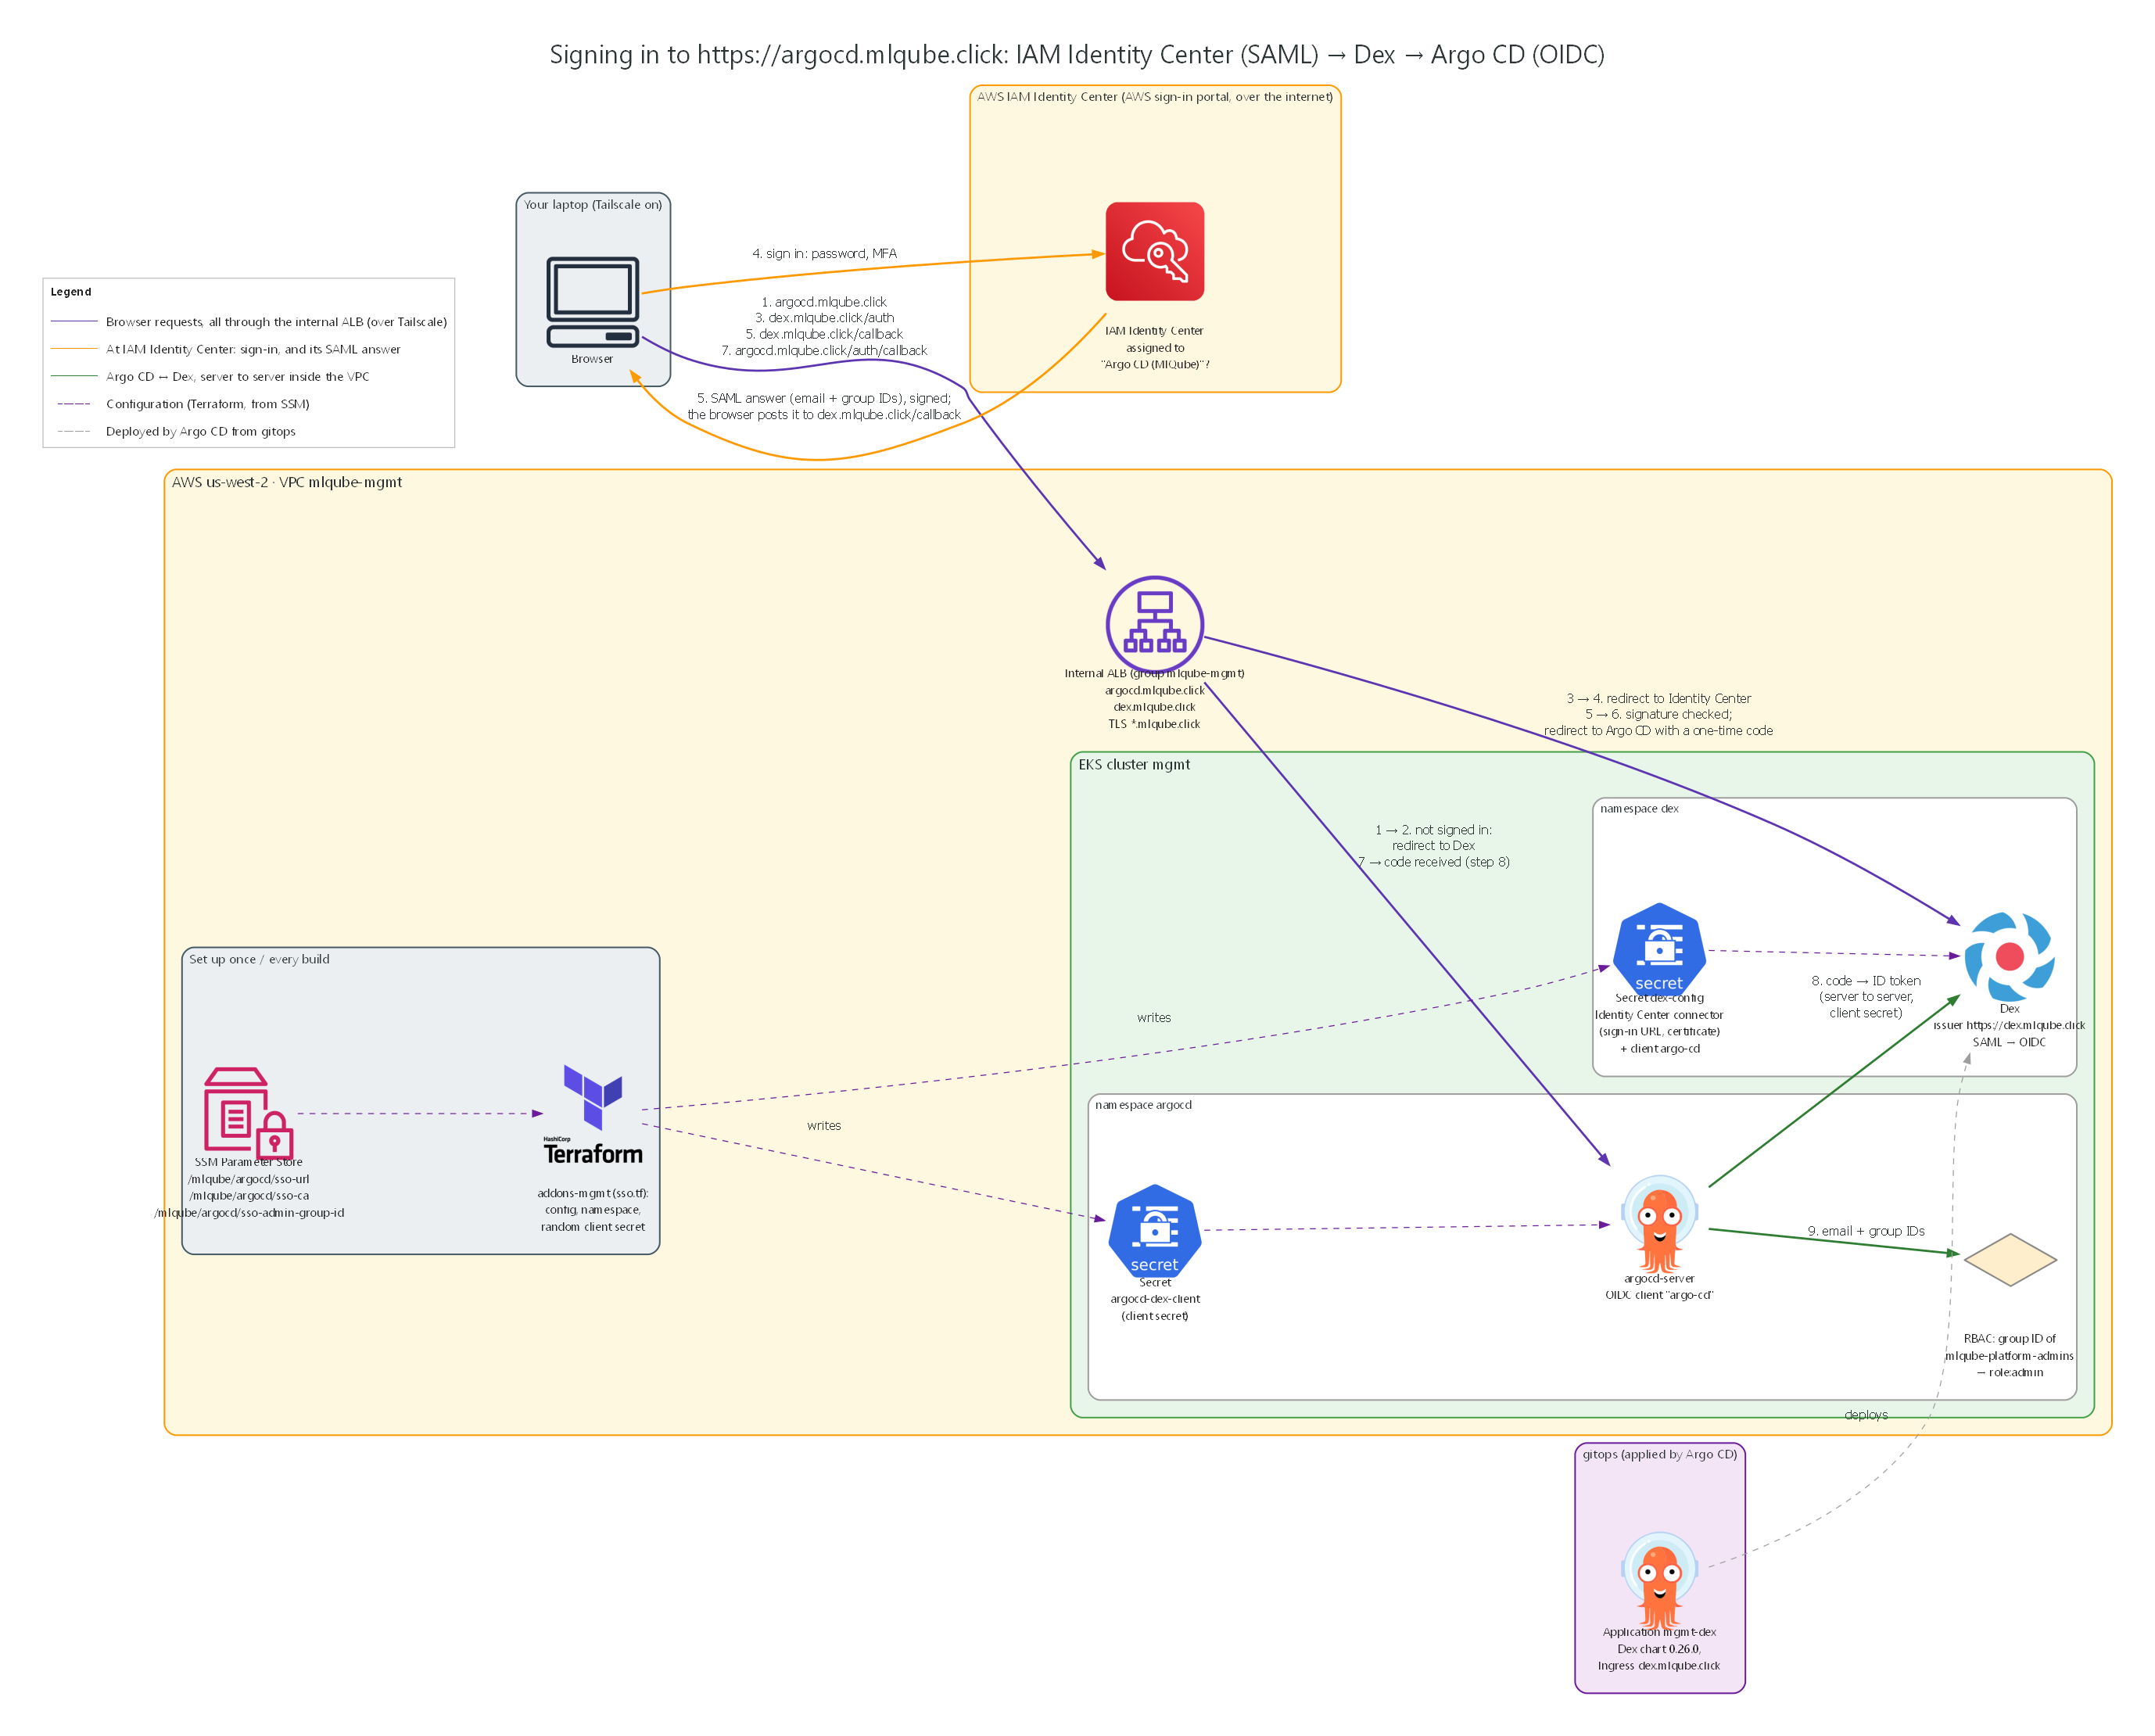 Signing in to https://argocd.mlqube.click: IAM Identity Center (SAML) → Dex → Argo CD (OIDC)
AWS IAM Identity Center (AWS sign-in portal, over the internet)
Your laptop (Tailscale on)
Browser
4. sign in: password, MFA
1. argocd.mlqube.click
3. dex.mlqube.click/auth
5. dex.mlqube.click/callback
7. argocd.mlqube.click/auth/callback
IAM Identity Center
assigned to
"Argo CD (MlQube)"?
5. SAML answer (email + group IDs), signed;
the browser posts it to dex.mlqube.click/callback
Legend
Browser requests, all through the internal ALB (over Tailscale)
At IAM Identity Center: sign-in, and its SAML answer
Argo CD ↔ Dex, server to server inside the VPC
Configuration (Terraform, from SSM)
Deployed by Argo CD from gitops
AWS us-west-2 · VPC mlqube-mgmt
Internal ALB (group mlqube-mgmt)
argocd.mlqube.click
dex.mlqube.click
TLS *.mlqube.click
3 → 4. redirect to Identity Center
5 → 6. signature checked;
redirect to Argo CD with a one-time code
EKS cluster mgmt
namespace dex
1 → 2. not signed in:
redirect to Dex
7 → code received (step 8)
secret
Secret dex-config
Identity Center connector
(sign-in URL, certificate)
+ client argo-cd
8. code → ID token
(server to server,
client secret)
Dex
issuer https://dex.mlqube.click
SAML → OIDC
Set up once / every build
SSM Parameter Store
/mlqube/argocd/sso-url
/mlqube/argocd/sso-ca
/mlqube/argocd/sso-admin-group-id
HashiCorp
Terraform
addons-mgmt (sso.tf):
config, namespace,
random client secret
writes
writes
namespace argocd
secret
Secret
argocd-dex-client
(client secret)
argocd-server
OIDC client "argo-cd"
9. email + group IDs
RBAC: group ID of
mlqube-platform-admins
→ role:admin
deploys
gitops (applied by Argo CD)
Application mgmt-dex
Dex chart 0.26.0,
Ingress dex.mlqube.click